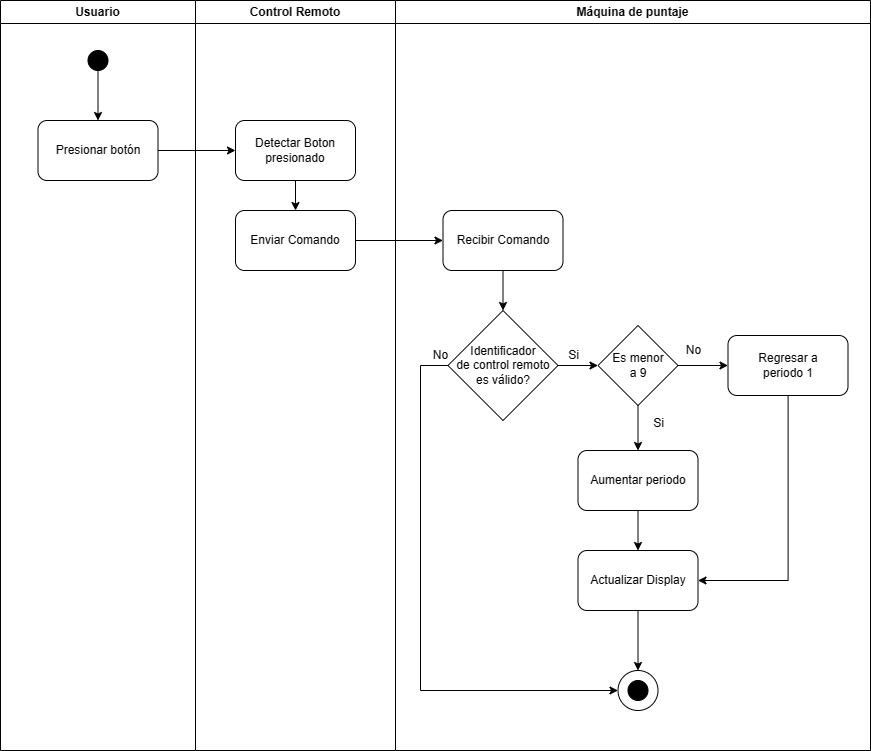 Usuario
Control Remoto
Máquina de puntaje
Presionar botón
Detectar Boton
presionado
Enviar Comando
Recibir Comando
No
Identificador
de control remoto
es válido?
Si
Es menor
a 9
No
Regresar a
periodo 1
Si
Aumentar periodo
Actualizar Display